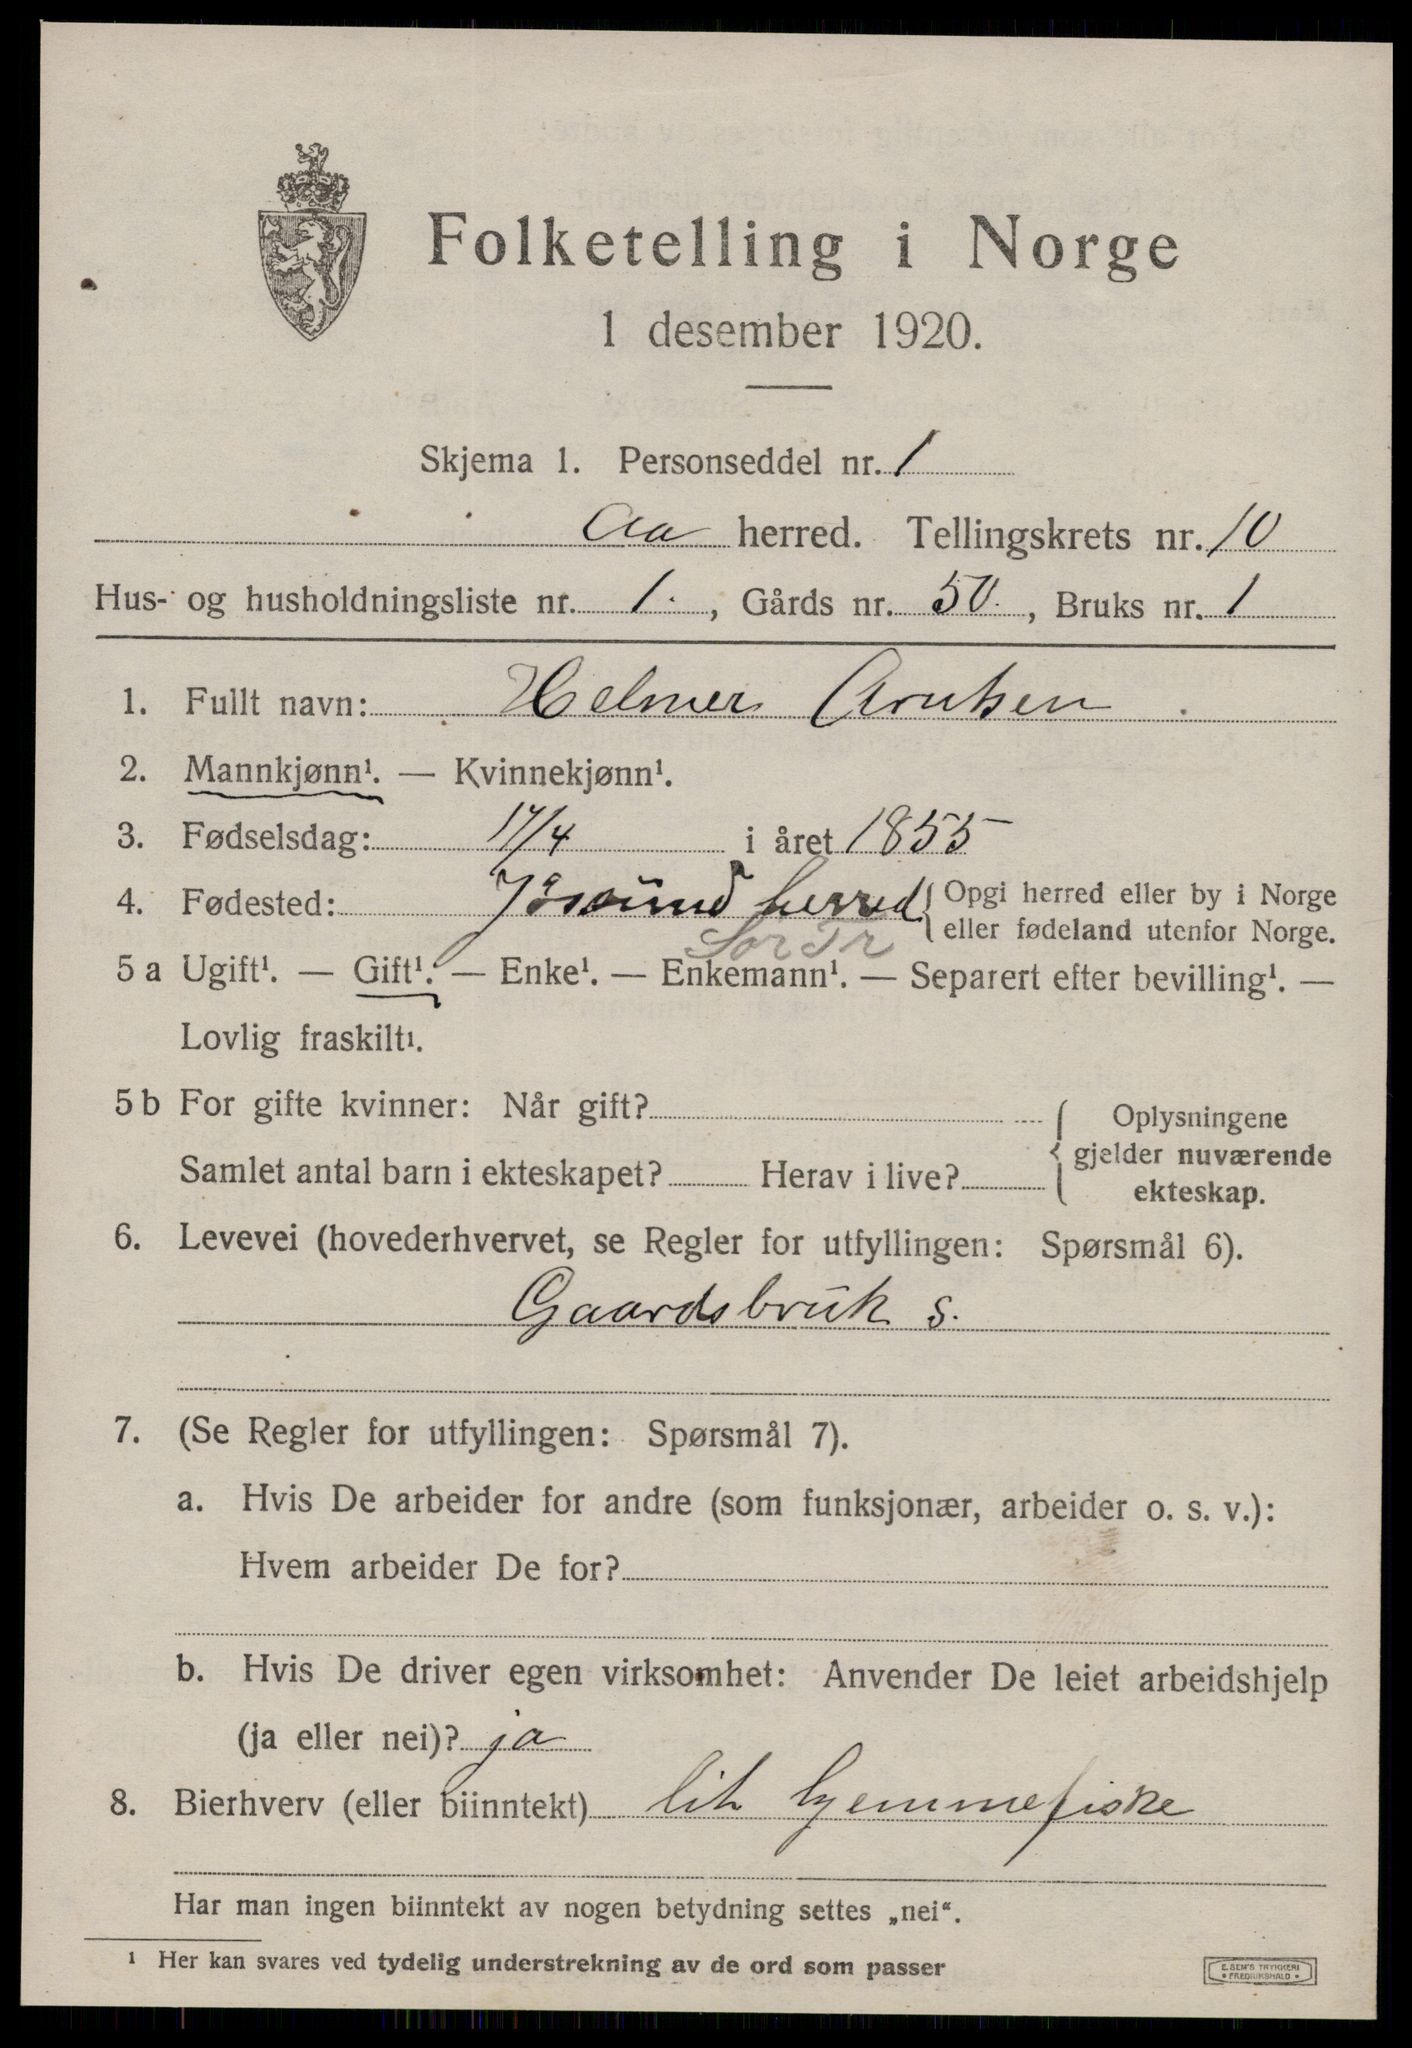 Folketelling i Norge
1 desember 1920.
Skjema 1. Personseddel nr. 1
Aa herred. Tellingskrets nr. 10
Hus- og husholdningsliste nr. 1., Gårds nr. 50., Bruks nr. 1
1. Fullt navn: Helmer Arntsen
2. Mannkjønn¹. — Kvinnekjønn¹.
3. Fødselsdag: 17/4 i året 1855
4. Fødested: Jøssund herred { Opgi herred eller by i Norge
eller fødeland utenfor Norge.
Sør Tr
5 a Ugift¹. — Gift¹. — Enke¹. — Enkemann¹. — Separert efter bevilling¹. —
Lovlig fraskilt¹.
5 b For gifte kvinner: Når gift? { Oplysningene
gjelder nuværende
Samlet antal barn i ekteskapet? Herav i live? ekteskap.
6. Levevei (hovederhvervet, se Regler for utfyllingen: Spørsmål 6).
Gaardsbruk s.
7. (Se Regler for utfyllingen: Spørsmål 7).
a. Hvis De arbeider for andre (som funksjonær, arbeider o. s. v.):
Hvem arbeider De for?
b. Hvis De driver egen virksomhet: Anvender De leiet arbeidshjelp
(ja eller nei)? ja
8. Bierhverv (eller biinntekt) lit hjemmefiske
Har man ingen biinntekt av nogen betydning settes „nei“.
¹ Her kan svares ved tydelig understrekning av de ord som passer
E. SEM'S TRYKKERI
• FREDRIKSHALD •